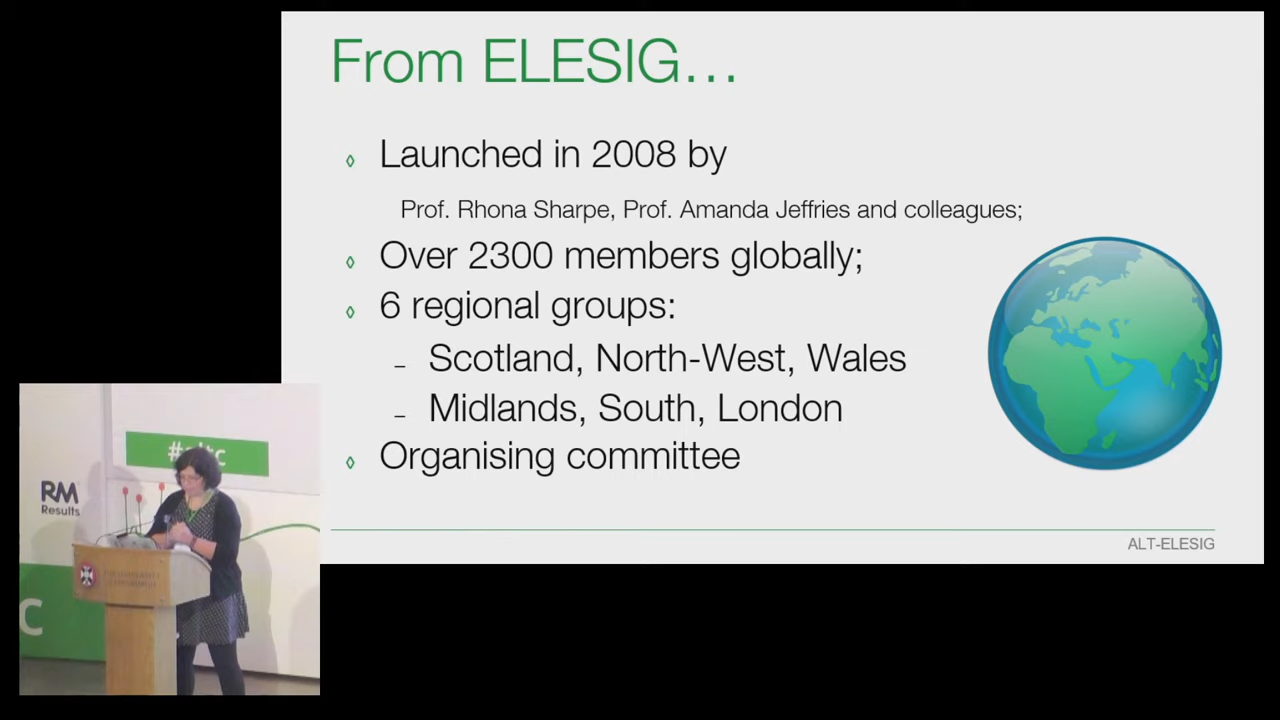 From ELESIG…
Launched in 2008 by
Prof. Rhona Sharpe, Prof. Amanda Jeffries and colleagues;
Over 2300 members globally;
6 regional groups:
Scotland, North-West, Wales
Midlands, South, London
Organising committee
ALT-ELESIG
RM
Results